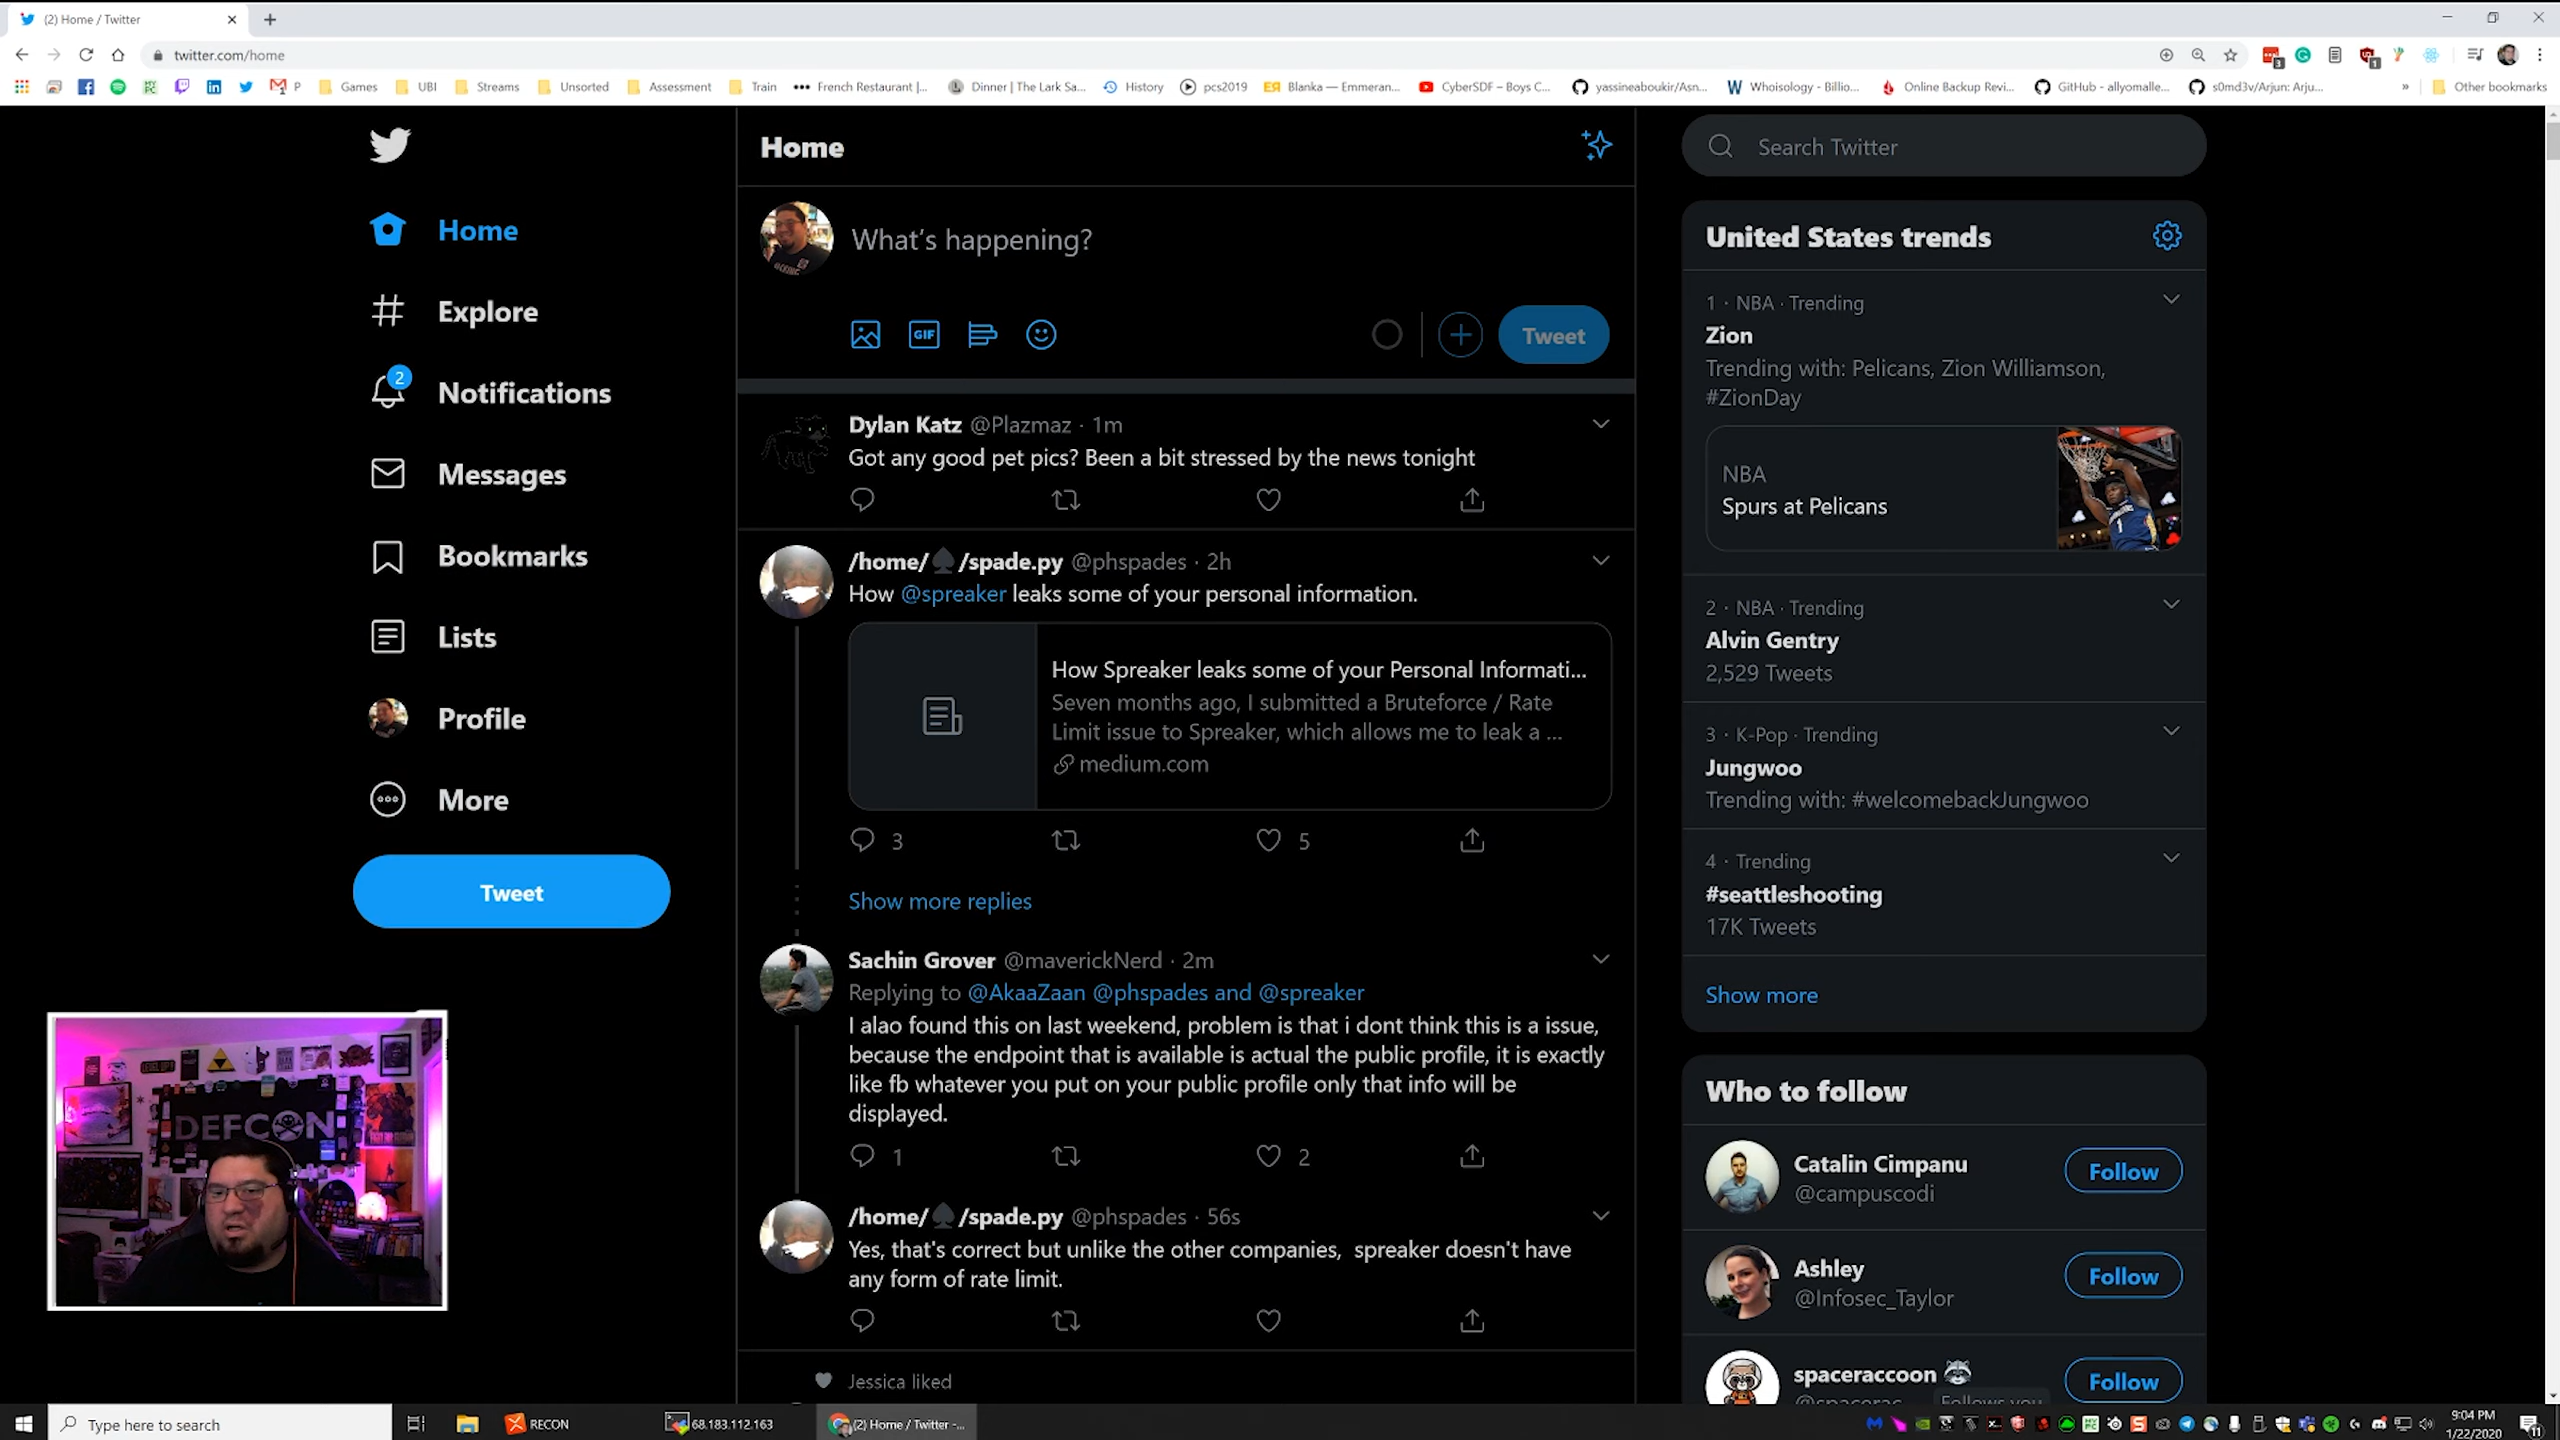 (2) Home / Twitter
twitter.com/home
P
Games
UBI
Streams
Unsorted
Assessment
Train
French Restaurant |...
Dinner | The Lark Sa...
History
pcs2019
Blanka — Emmeran...
CyberSDF – Boys C...
yassineaboukir/Asn...
Whoisology - Billio...
Online Backup Revi...
GitHub - allyomalle...
s0md3v/Arjun: Arju...
»
Other bookmarks
Home
Explore
2
Notifications
Messages
Bookmarks
Lists
Profile
More
Tweet
Home
What's happening?
GIF
Tweet
Dylan Katz @Plazmaz · 1m
Got any good pet pics? Been a bit stressed by the news tonight
/home/♠/spade.py @phspades · 2h
How @spreaker leaks some of your personal information.
How Spreaker leaks some of your Personal Informati...
Seven months ago, I submitted a Bruteforce / Rate
Limit issue to Spreaker, which allows me to leak a ...
medium.com
3
5
Show more replies
Sachin Grover @maverickNerd · 2m
Replying to @AkaaZaan @phspades and @spreaker
I alao found this on last weekend, problem is that i dont think this is a issue,
because the endpoint that is available is actual the public profile, it is exactly
like fb whatever you put on your public profile only that info will be
displayed.
1
2
/home/♠/spade.py @phspades · 56s
Yes, that's correct but unlike the other companies, spreaker doesn't have
any form of rate limit.
Jessica liked
Search Twitter
United States trends
1 · NBA · Trending
Zion
Trending with: Pelicans, Zion Williamson,
#ZionDay
NBA
Spurs at Pelicans
2 · NBA · Trending
Alvin Gentry
2,529 Tweets
3 · K-Pop · Trending
Jungwoo
Trending with: #welcomebackJungwoo
4 · Trending
#seattleshooting
17K Tweets
Show more
Who to follow
Catalin Cimpanu
@campuscodi
Follow
Ashley
@Infosec_Taylor
Follow
spaceraccoon 🦝
Follows you
Follow
DEFCON
Type here to search
RECON
68.183.112.163
(2) Home / Twitter -...
9:04 PM
1/22/2020
11